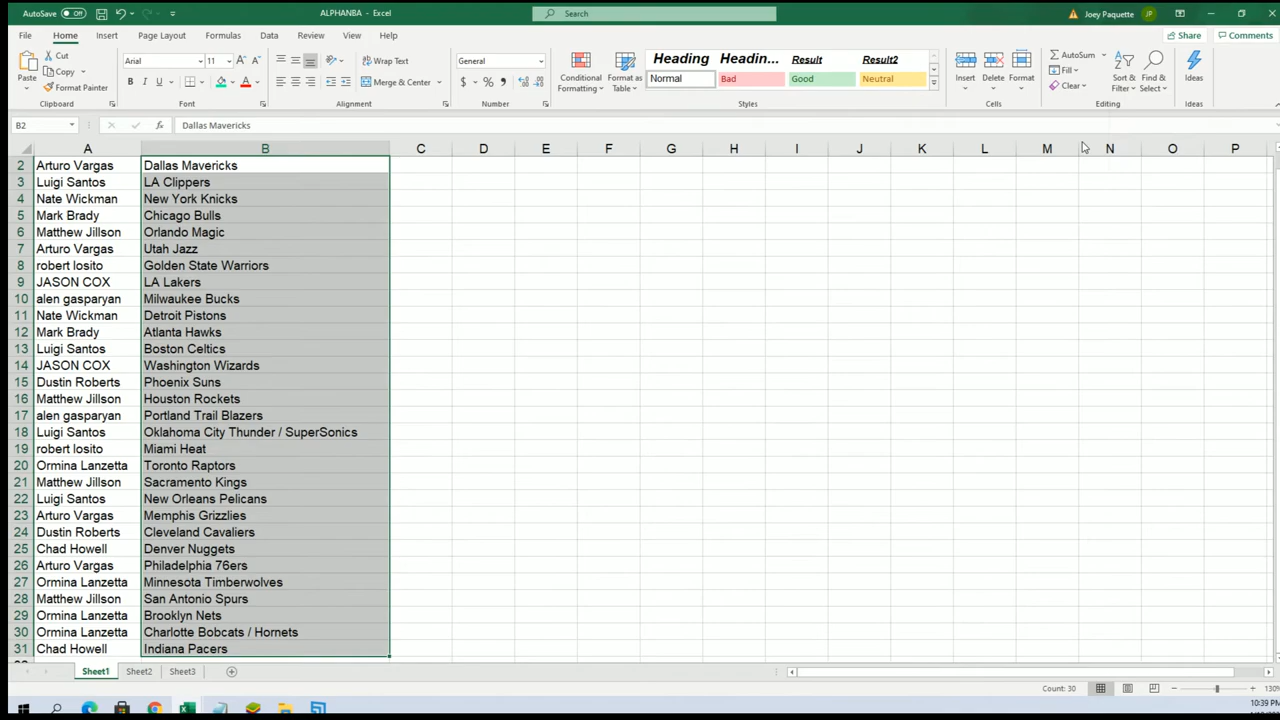 AutoSave Off ALPHANBA - Excel Search Joey Paquette JP
File Home Insert Page Layout Formulas Data Review View Help Share Comments
Paste Cut Copy Format Painter Clipboard
Arial 11 B I U A Font
Wrap Text Merge & Center Alignment
General $ % , Number
Conditional Formatting Format as Table
Heading Headin... Result Result2
Normal Bad Good Neutral
Styles
Insert Delete Format Cells
AutoSum Fill Clear Sort & Filter Find & Select Editing
Ideas Ideas
B2 fx Dallas Mavericks
A B C D E F G H I J K L M N O P
2 Arturo Vargas Dallas Mavericks
3 Luigi Santos LA Clippers
4 Nate Wickman New York Knicks
5 Mark Brady Chicago Bulls
6 Matthew Jillson Orlando Magic
7 Arturo Vargas Utah Jazz
8 robert losito Golden State Warriors
9 JASON COX LA Lakers
10 alen gasparyan Milwaukee Bucks
11 Nate Wickman Detroit Pistons
12 Mark Brady Atlanta Hawks
13 Luigi Santos Boston Celtics
14 JASON COX Washington Wizards
15 Dustin Roberts Phoenix Suns
16 Matthew Jillson Houston Rockets
17 alen gasparyan Portland Trail Blazers
18 Luigi Santos Oklahoma City Thunder / SuperSonics
19 robert losito Miami Heat
20 Ormina Lanzetta Toronto Raptors
21 Matthew Jillson Sacramento Kings
22 Luigi Santos New Orleans Pelicans
23 Arturo Vargas Memphis Grizzlies
24 Dustin Roberts Cleveland Cavaliers
25 Chad Howell Denver Nuggets
26 Arturo Vargas Philadelphia 76ers
27 Ormina Lanzetta Minnesota Timberwolves
28 Matthew Jillson San Antonio Spurs
29 Ormina Lanzetta Brooklyn Nets
30 Ormina Lanzetta Charlotte Bobcats / Hornets
31 Chad Howell Indiana Pacers
Sheet1 Sheet2 Sheet3
Count: 30 130%
10:39 PM